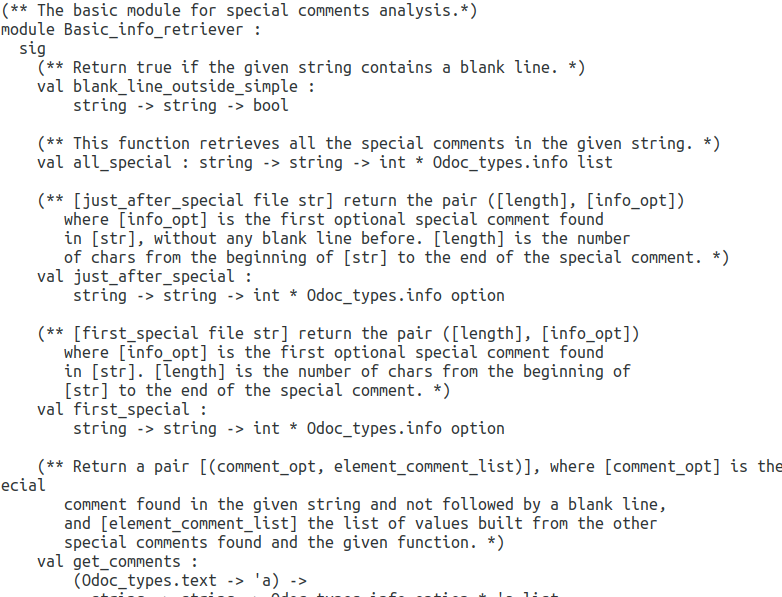 (** The basic module for special comments analysis.*)
module Basic_info_retriever :
  sig
    (** Return true if the given string contains a blank line. *)
    val blank_line_outside_simple :
        string -> string -> bool

    (** This function retrieves all the special comments in the given string. *)
    val all_special : string -> string -> int * Odoc_types.info list

    (** [just_after_special file str] return the pair ([length], [info_opt])
       where [info_opt] is the first optional special comment found
       in [str], without any blank line before. [length] is the number
       of chars from the beginning of [str] to the end of the special comment. *)
    val just_after_special :
        string -> string -> int * Odoc_types.info option

    (** [first_special file str] return the pair ([length], [info_opt])
       where [info_opt] is the first optional special comment found
       in [str]. [length] is the number of chars from the beginning of
       [str] to the end of the special comment. *)
    val first_special :
        string -> string -> int * Odoc_types.info option

    (** Return a pair [(comment_opt, element_comment_list)], where [comment_opt] is the
ecial
       comment found in the given string and not followed by a blank line,
       and [element_comment_list] the list of values built from the other
       special comments found and the given function. *)
    val get_comments :
        (Odoc_types.text -> 'a) ->
          string -> string -> Odoc_types.info option * 'a list